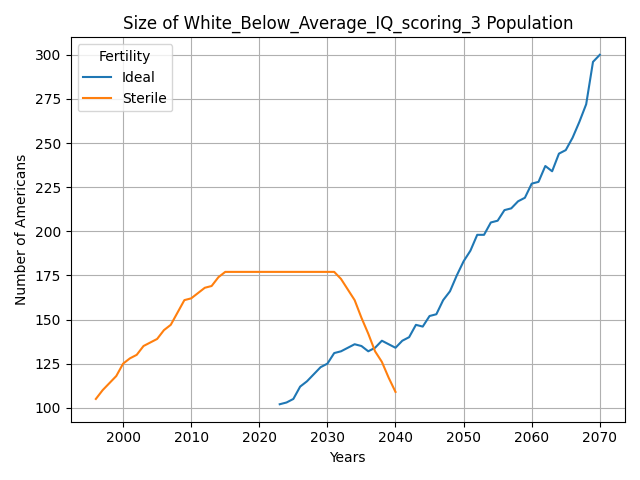 Size of White_Below_Average_IQ_scoring_3 Population
Fertility
Ideal
Sterile
Number of Americans
300
275
250
225
200
175
150
125
100
2000 2010 2020 2030 2040 2050 2060 2070
Years